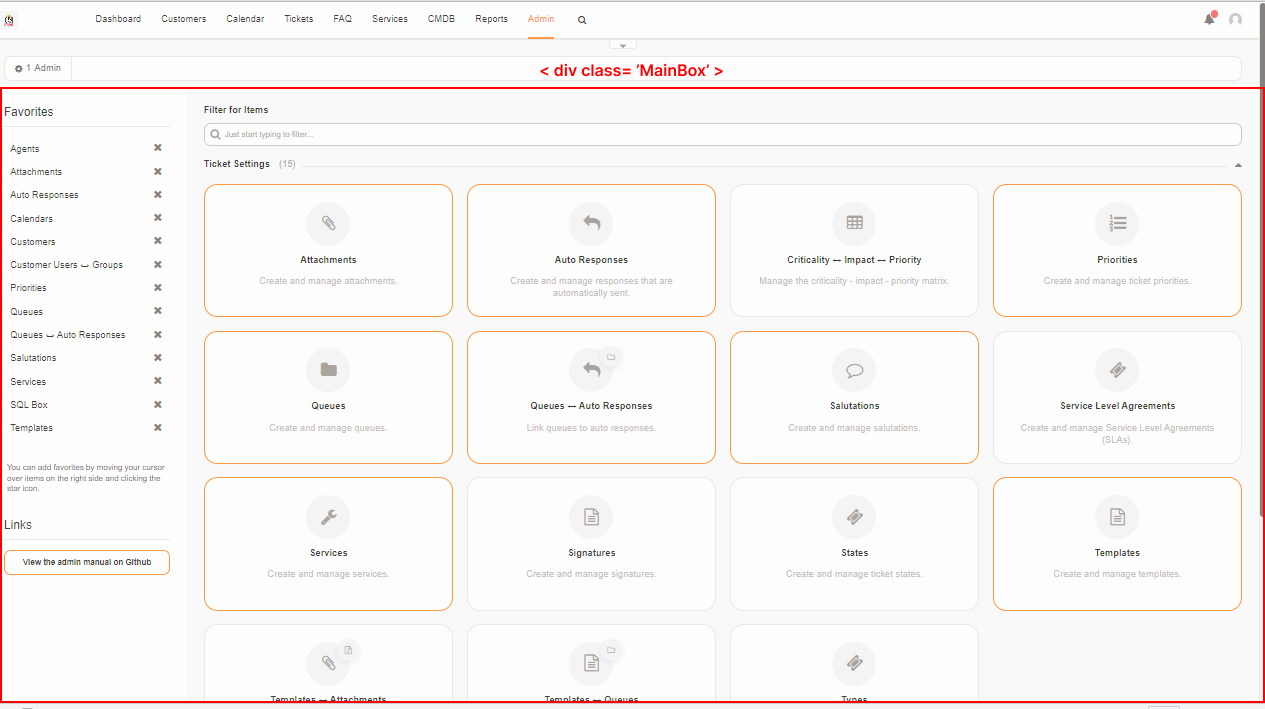 Dashboard Customers Calendar Tickets FAQ Services CMDB Reports Admin
1 Admin
< div class= ’MainBox’ >
Favorites
Agents
Attachments
Auto Responses
Calendars
Customers
Customer Users ↔ Groups
Priorities
Queues
Queues ↔ Auto Responses
Salutations
Services
SQL Box
Templates
You can add favorites by moving your cursor
over items on the right side and clicking the
star icon.
Links
View the admin manual on Github
Filter for Items
Just start typing to filter...
Ticket Settings (15)
Attachments
Create and manage attachments.
Auto Responses
Create and manage responses that are
automatically sent.
Criticality ↔ Impact ↔ Priority
Manage the criticality - impact - priority matrix.
Priorities
Create and manage ticket priorities.
Queues
Create and manage queues.
Queues ↔ Auto Responses
Link queues to auto responses.
Salutations
Create and manage salutations.
Service Level Agreements
Create and manage Service Level Agreements
(SLAs).
Services
Create and manage services.
Signatures
Create and manage signatures.
States
Create and manage ticket states.
Templates
Create and manage templates.
Templates ↔ Attachments
Templates ↔ Queues
Types